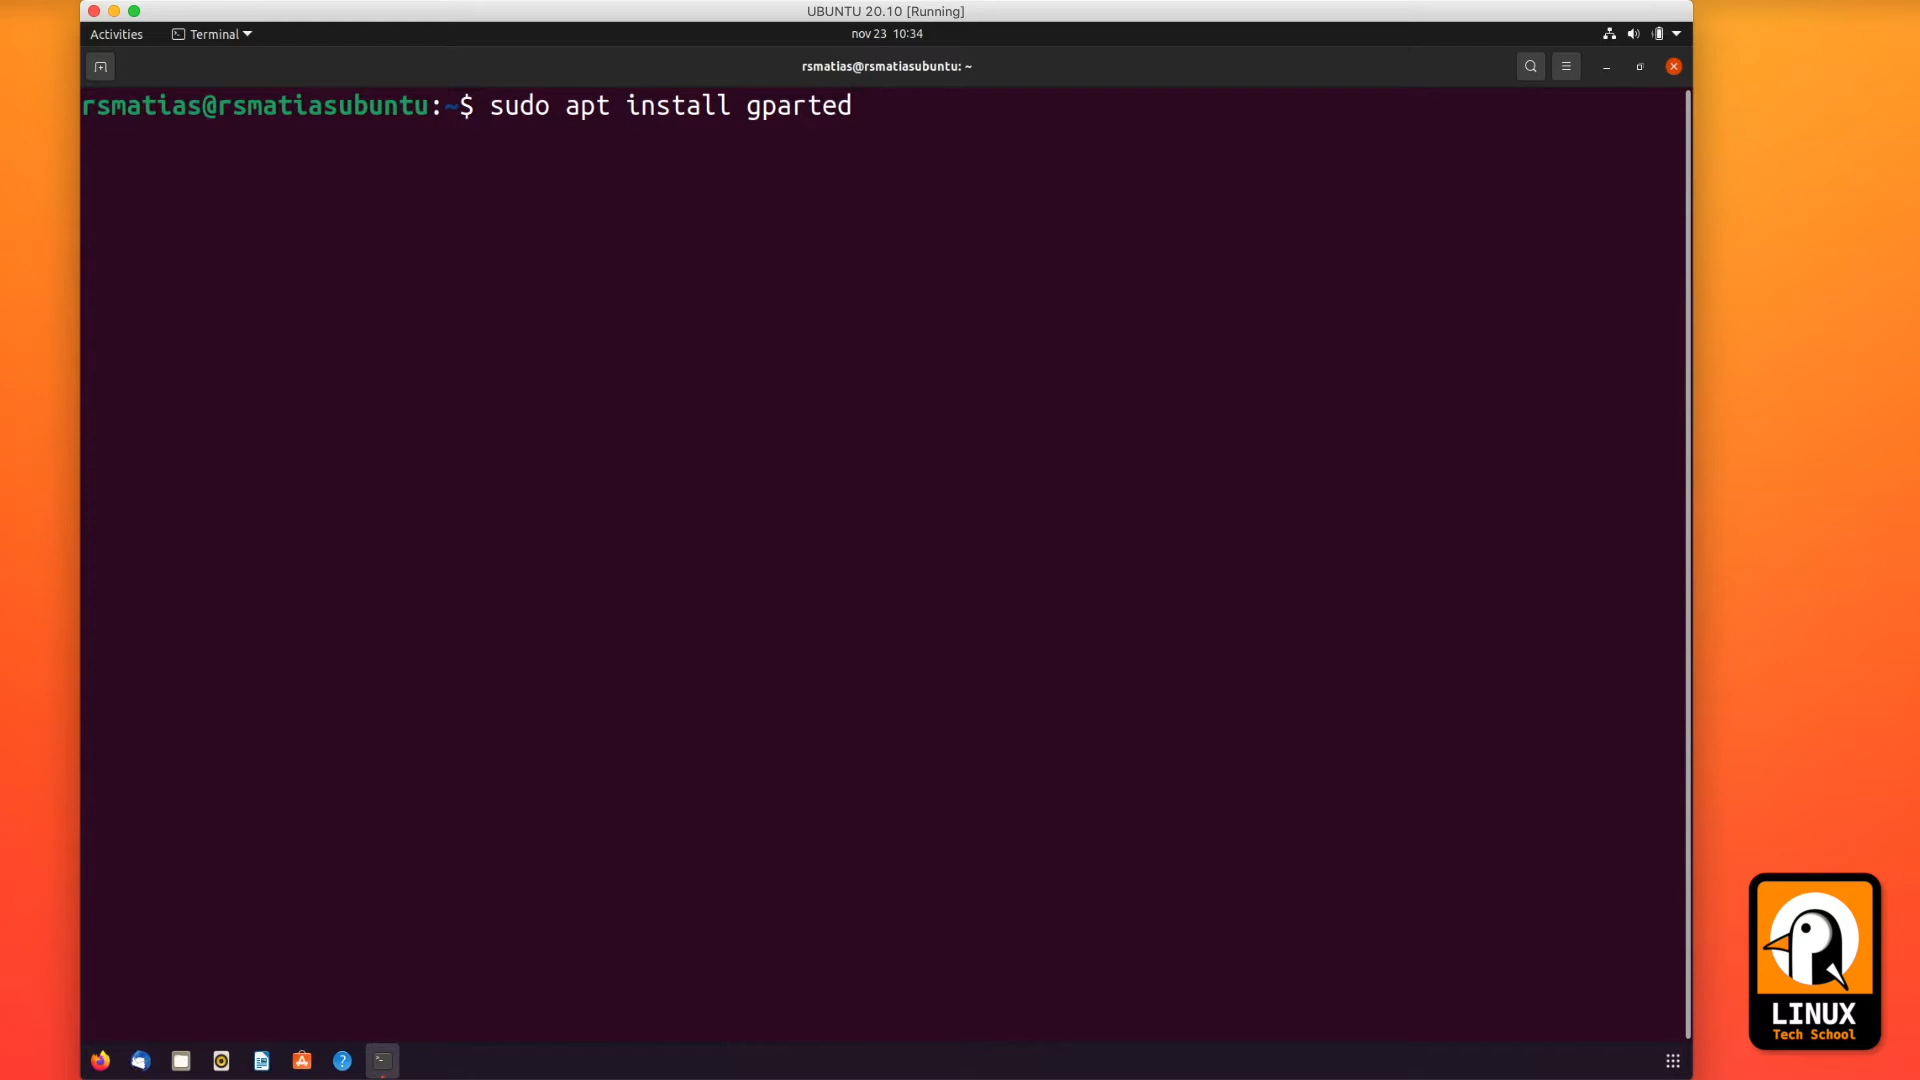 UBUNTU 20.10 [Running]
Activities Terminal nov 23 10:34
rsmatias@rsmatiasubuntu: ~
rsmatias@rsmatiasubuntu:~$ sudo apt install gparted
LINUX
Tech School